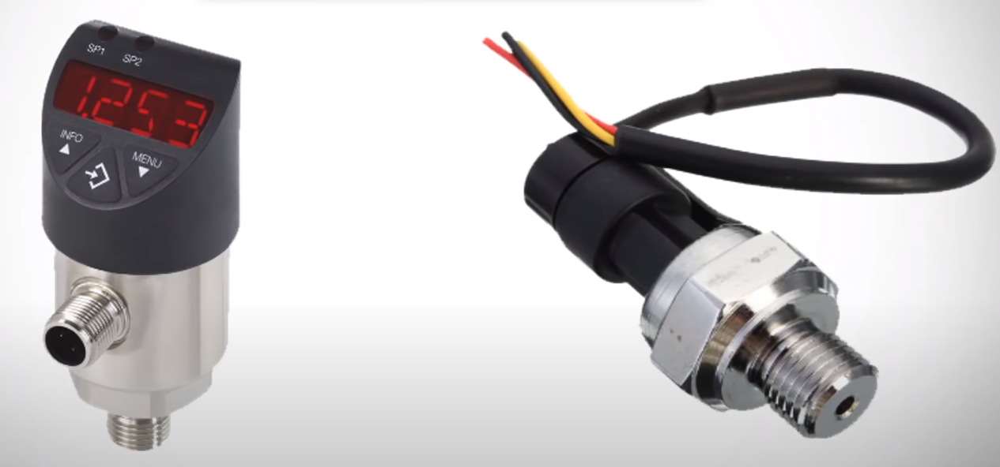 SP1 SP2
1.253
INFO
MENU